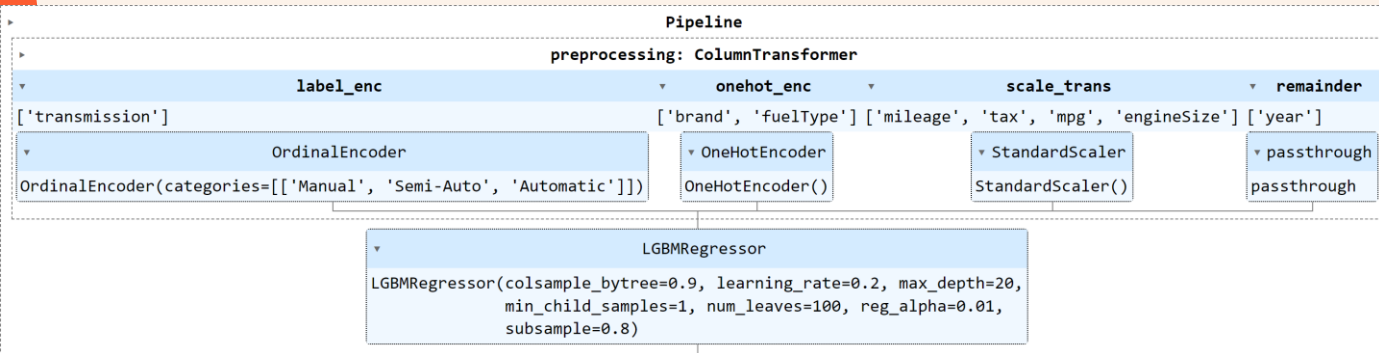 Pipeline
preprocessing: ColumnTransformer
label_enc onehot_enc scale_trans remainder
['transmission'] ['brand', 'fuelType'] ['mileage', 'tax', 'mpg', 'engineSize'] ['year']
OrdinalEncoder OneHotEncoder StandardScaler passthrough
OrdinalEncoder(categories=[['Manual', 'Semi-Auto', 'Automatic']]) OneHotEncoder() StandardScaler() passthrough
LGBMRegressor
LGBMRegressor(colsample_bytree=0.9, learning_rate=0.2, max_depth=20,
min_child_samples=1, num_leaves=100, reg_alpha=0.01,
subsample=0.8)